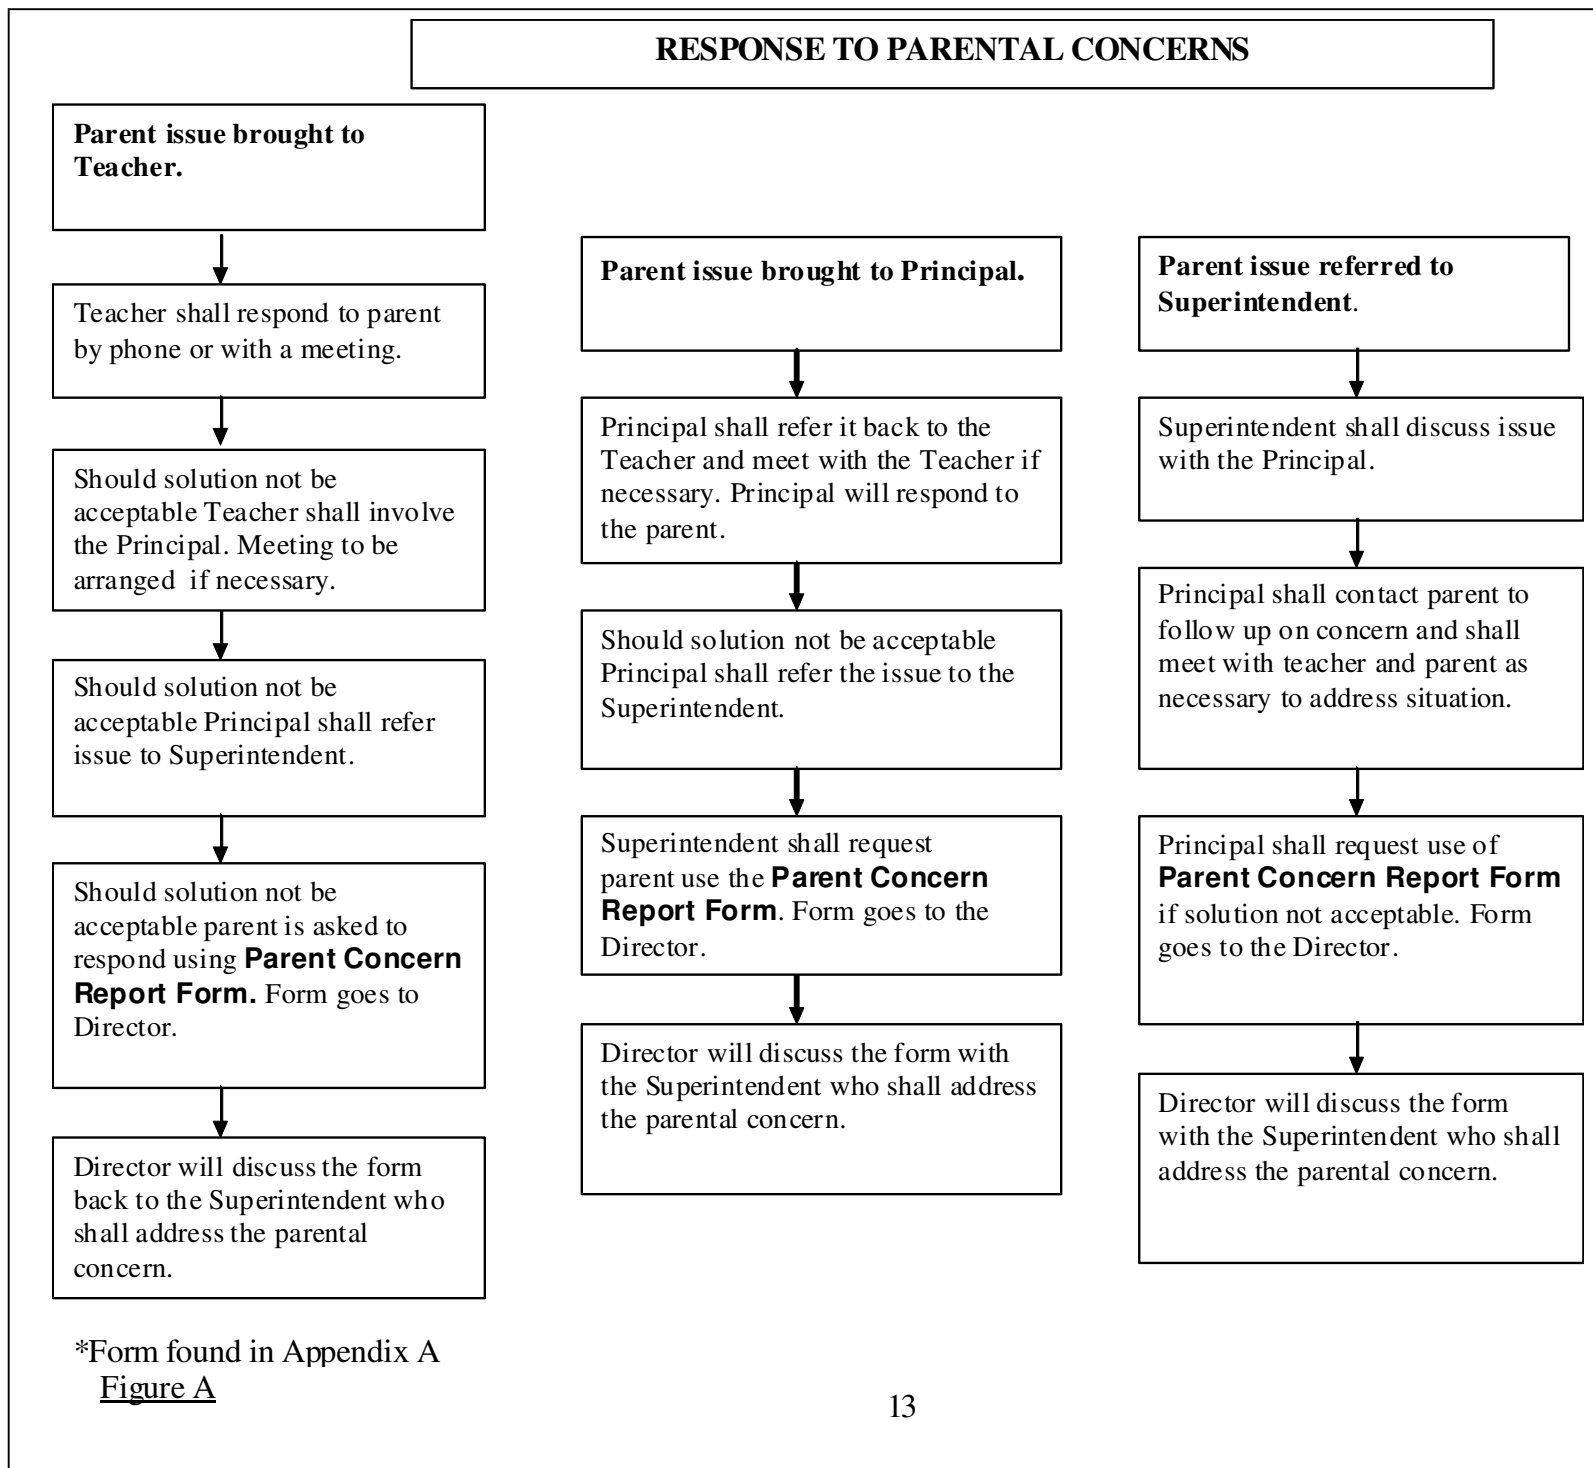 RESPONSE TO PARENTAL CONCERNS
Parent issue brought to
Teacher.
Teacher shall respond to parent
by phone or with a meeting.
Should solution not be
acceptable Teacher shall involve
the Principal. Meeting to be
arranged if necessary.
Should solution not be
acceptable Principal shall refer
issue to Superintendent.
Should solution not be
acceptable parent is asked to
respond using Parent Concern
Report Form. Form goes to
Director.
Director will discuss the form
back to the Superintendent who
shall address the parental
concern.
Parent issue brought to Principal.
Principal shall refer it back to the
Teacher and meet with the Teacher if
necessary. Principal will respond to
the parent.
Should solution not be acceptable
Principal shall refer the issue to the
Superintendent.
Superintendent shall request
parent use the Parent Concern
Report Form. Form goes to the
Director.
Director will discuss the form with
the Superintendent who shall address
the parental concern.
Parent issue referred to
Superintendent.
Superintendent shall discuss issue
with the Principal.
Principal shall contact parent to
follow up on concern and shall
meet with teacher and parent as
necessary to address situation.
Principal shall request use of
Parent Concern Report Form
if solution not acceptable. Form
goes to the Director.
Director will discuss the form
with the Superintendent who shall
address the parental concern.
*Form found in Appendix A
Figure A
13